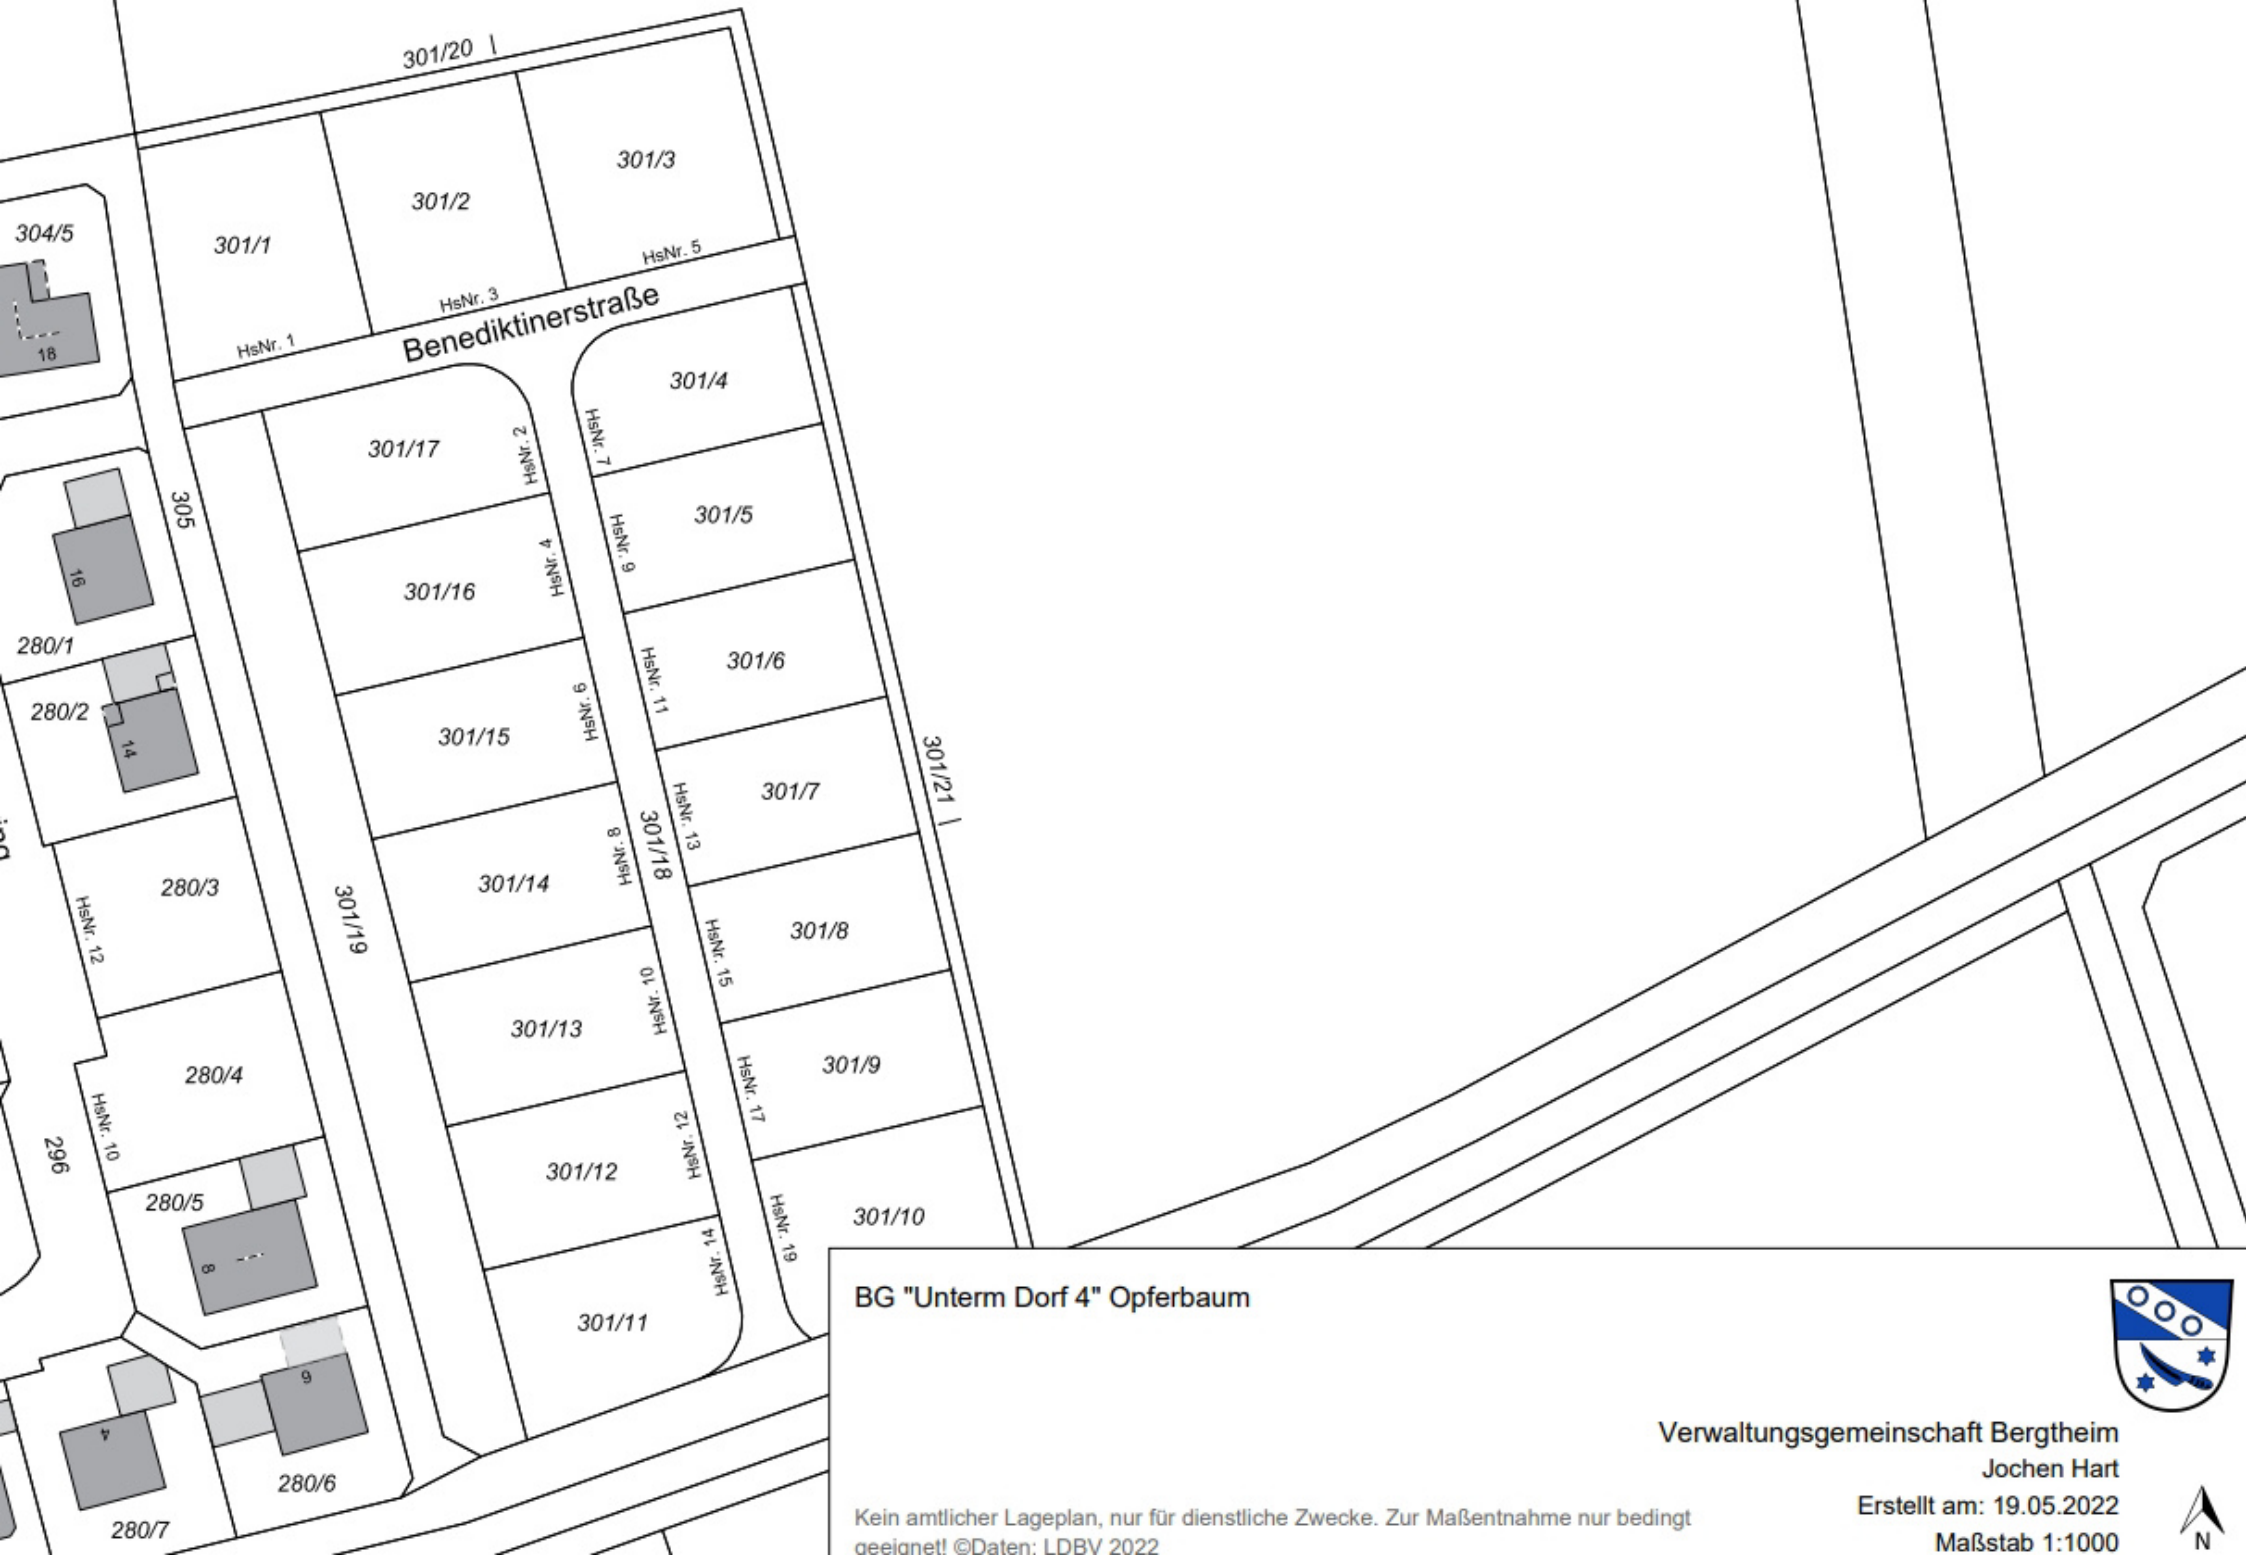 301/20
301/3
301/2
304/5
301/1
HsNr. 5
HsNr. 3
Benediktinerstraße
HsNr. 1
18
301/4
301/17
HsNr. 2
HsNr. 7
305
301/5
HsNr. 9
HsNr. 4
16
301/16
280/1
301/6
HsNr. 11
280/2
HsNr. 6
301/15
14
301/21
301/7
HsNr. 13
301/18
HsNr. 8
301/14
280/3
301/19
HsNr. 12
301/8
HsNr. 15
HsNr. 10
301/13
301/9
280/4
HsNr. 17
HsNr. 10
296
HsNr. 12
301/12
280/5
301/10
HsNr. 19
HsNr. 14
8
301/11
6
4
280/6
280/7
BG "Unterm Dorf 4" Opferbaum
Verwaltungsgemeinschaft Bergtheim
Jochen Hart
Erstellt am: 19.05.2022
Maßstab 1:1000
N
Kein amtlicher Lageplan, nur für dienstliche Zwecke. Zur Maßentnahme nur bedingt
geeignet! ©Daten: LDBV 2022